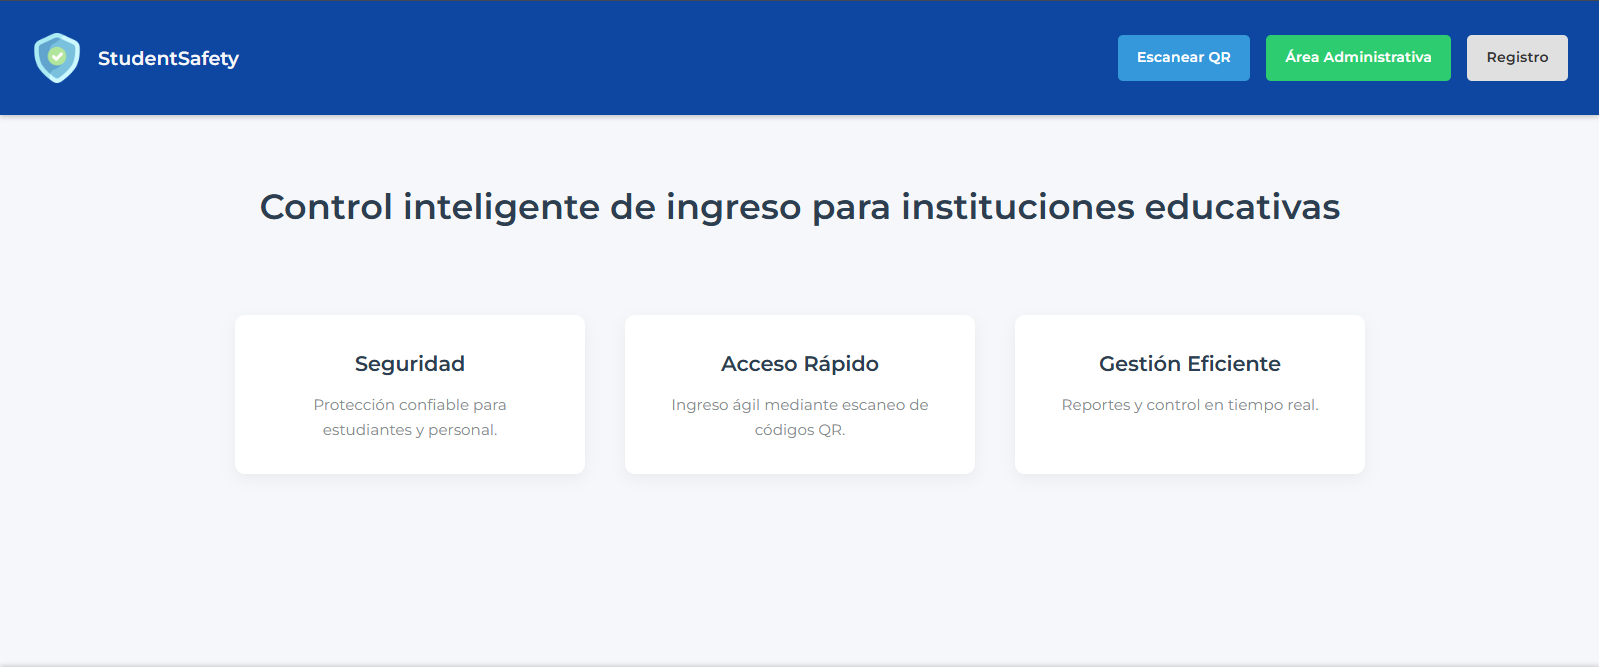 StudentSafety
Escanear QR
Área Administrativa
Registro
Control inteligente de ingreso para instituciones educativas
Seguridad
Protección confiable para
estudiantes y personal.
Acceso Rápido
Ingreso ágil mediante escaneo de
códigos QR.
Gestión Eficiente
Reportes y control en tiempo real.